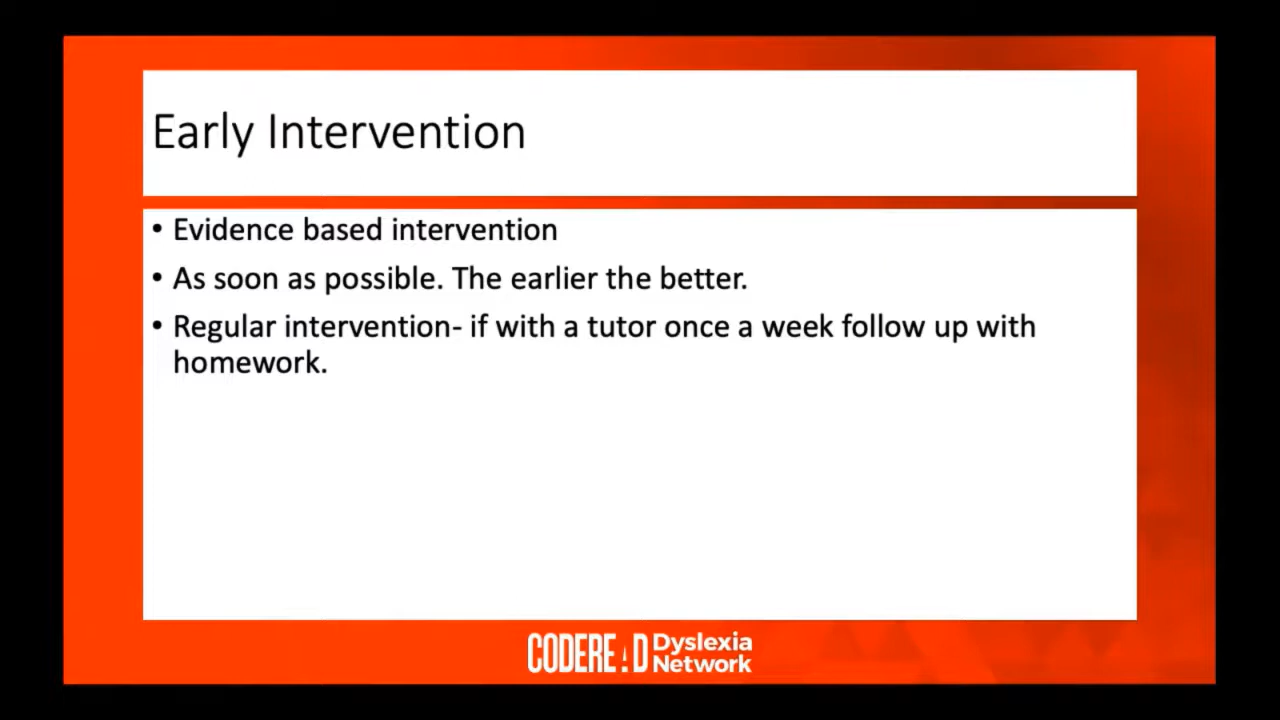 Early Intervention
• Evidence based intervention
• As soon as possible. The earlier the better.
• Regular intervention- if with a tutor once a week follow up with
homework.
CODEREAD Dyslexia
Network